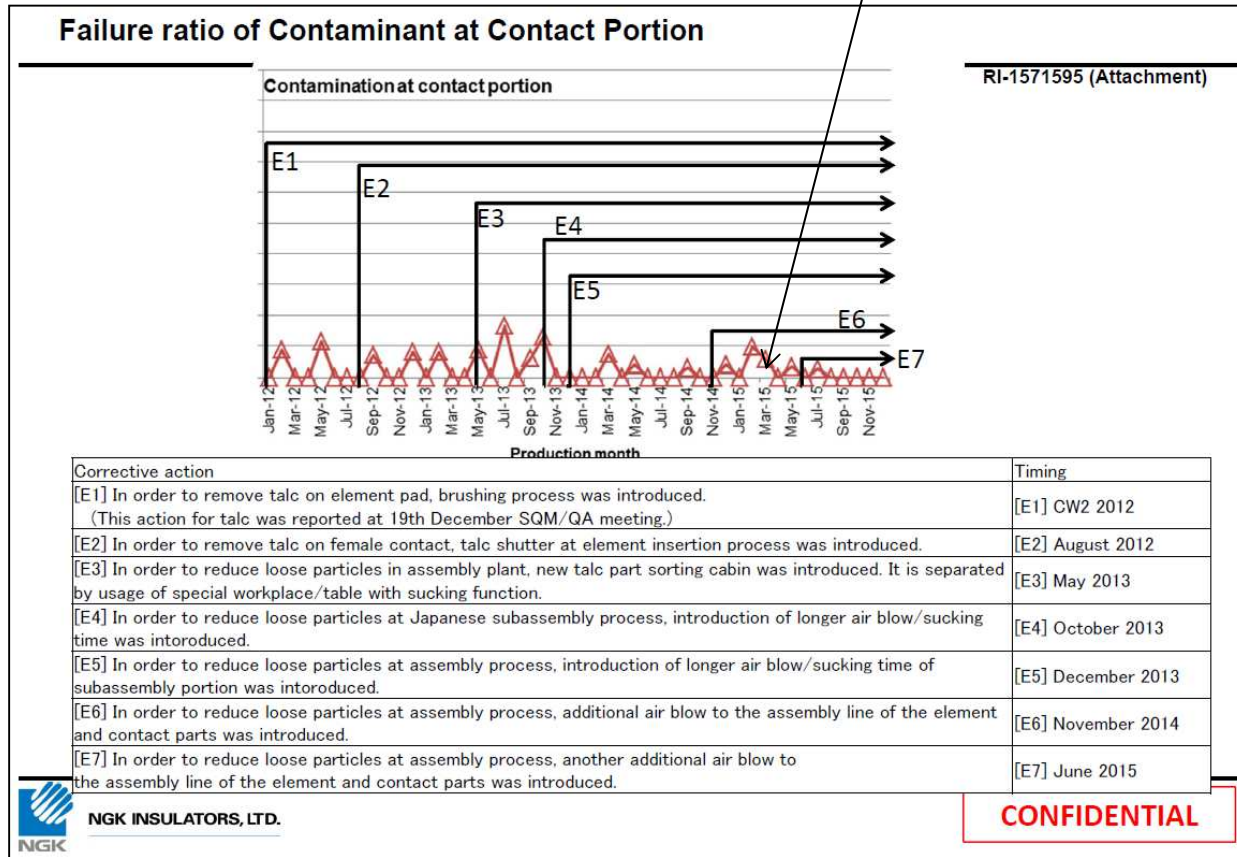 Failure ratio of Contaminant at Contact Portion
RI-1571595 (Attachment)
Contamination at contact portion
E1
E2
E3
E4
E5
E6
E7
Jan-12
Mar-12
May-12
Jul-12
Sep-12
Nov-12
Jan-13
Mar-13
May-13
Jul-13
Sep-13
Nov-13
Jan-14
Mar-14
May-14
Jul-14
Sep-14
Nov-14
Jan-15
Mar-15
May-15
Jul-15
Sep-15
Nov-15
Production month
Corrective action
Timing
[E1] In order to remove talc on element pad, brushing process was introduced.
(This action for talc was reported at 19th December SQM/QA meeting.)
[E1] CW2 2012
[E2] In order to remove talc on female contact, talc shutter at element insertion process was introduced.
[E2] August 2012
[E3] In order to reduce loose particles in assembly plant, new talc part sorting cabin was introduced. It is separated
by usage of special workplace/table with sucking function.
[E3] May 2013
[E4] In order to reduce loose particles at Japanese subassembly process, introduction of longer air blow/sucking
time was intoroduced.
[E4] October 2013
[E5] In order to reduce loose particles at assembly process, introduction of longer air blow/sucking time of
subassembly portion was intoroduced.
[E5] December 2013
[E6] In order to reduce loose particles at assembly process, additional air blow to the assembly line of the element
and contact parts was introduced.
[E6] November 2014
[E7] In order to reduce loose particles at assembly process, another additional air blow to
the assembly line of the element and contact parts was introduced.
[E7] June 2015
NGK
NGK INSULATORS, LTD.
CONFIDENTIAL